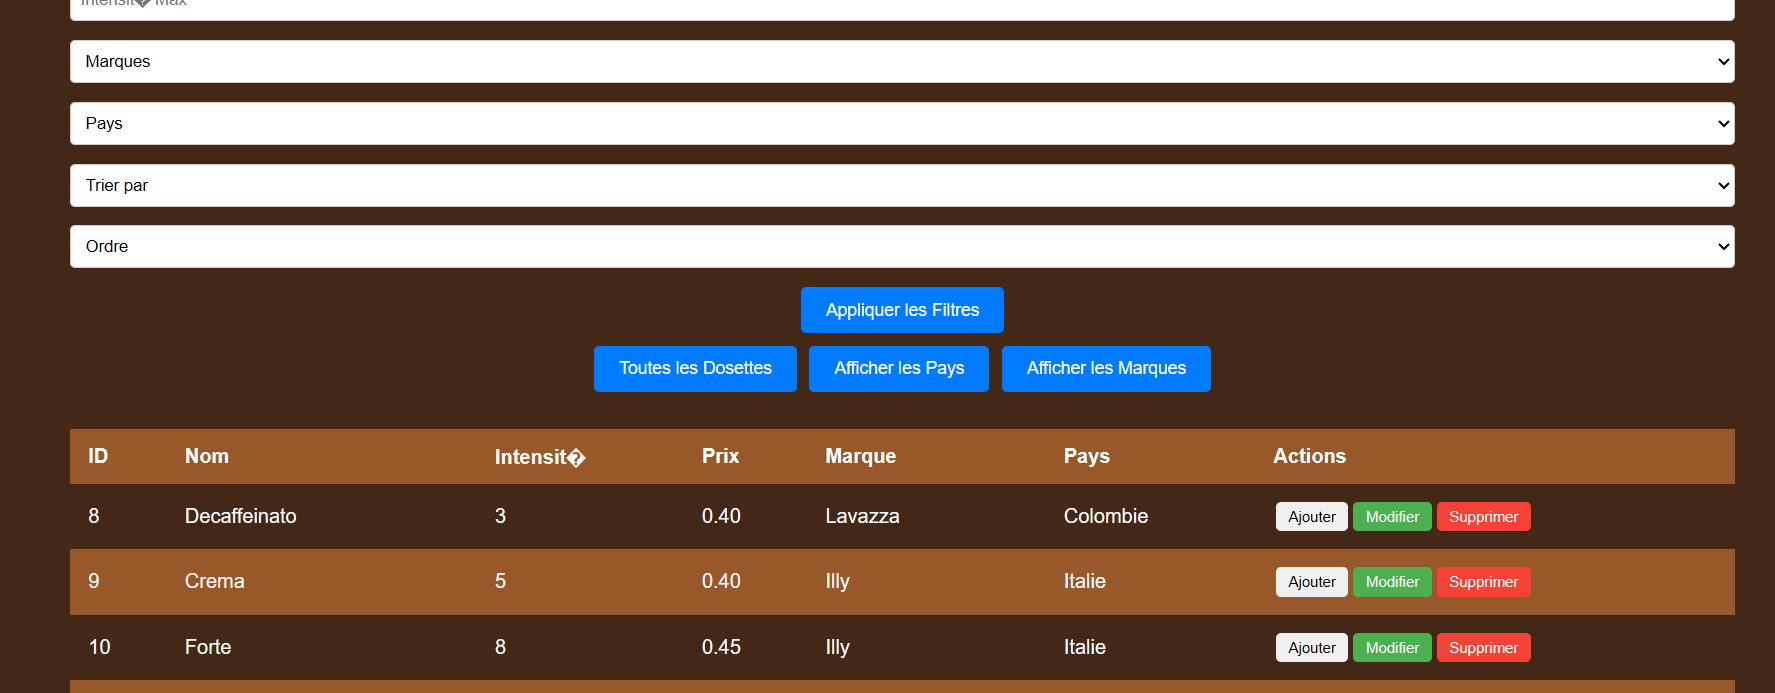 Intensit� Max
Marques
Pays
Trier par
Ordre
Appliquer les Filtres
Toutes les Dosettes Afficher les Pays Afficher les Marques
ID Nom Intensit� Prix Marque Pays Actions
8 Decaffeinato 3 0.40 Lavazza Colombie Ajouter Modifier Supprimer
9 Crema 5 0.40 Illy Italie Ajouter Modifier Supprimer
10 Forte 8 0.45 Illy Italie Ajouter Modifier Supprimer